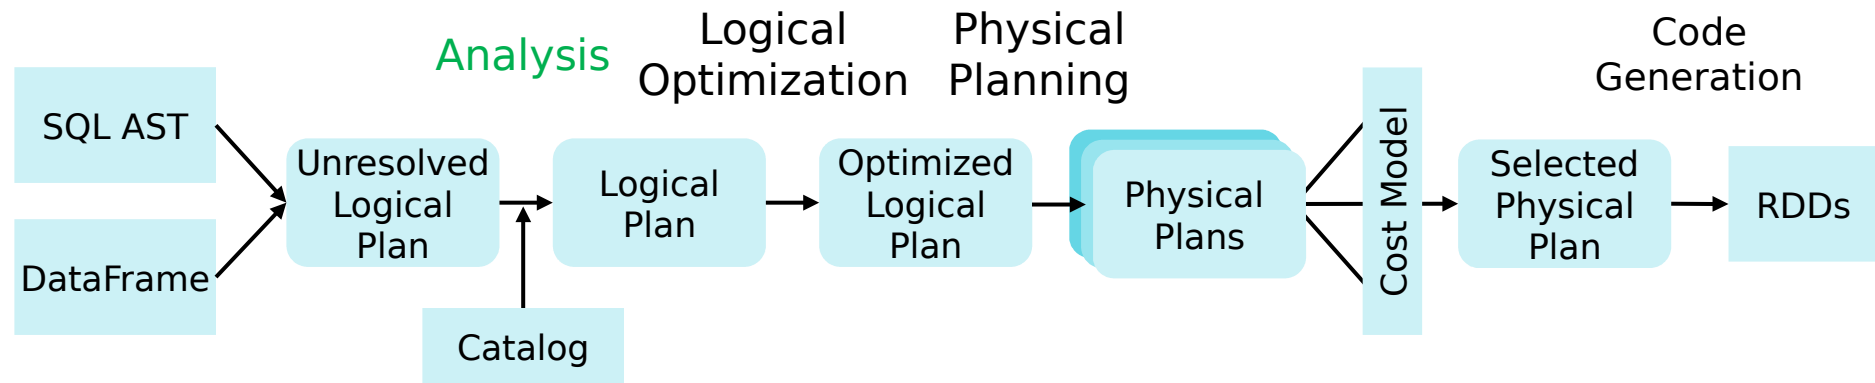 Analysis
Logical
Optimization
Physical
Planning
Code
Generation
SQL AST
DataFrame
Unresolved
Logical
Plan
Catalog
Logical
Plan
Optimized
Logical
Plan
Physical
Plans
Cost Model
Selected
Physical
Plan
RDDs